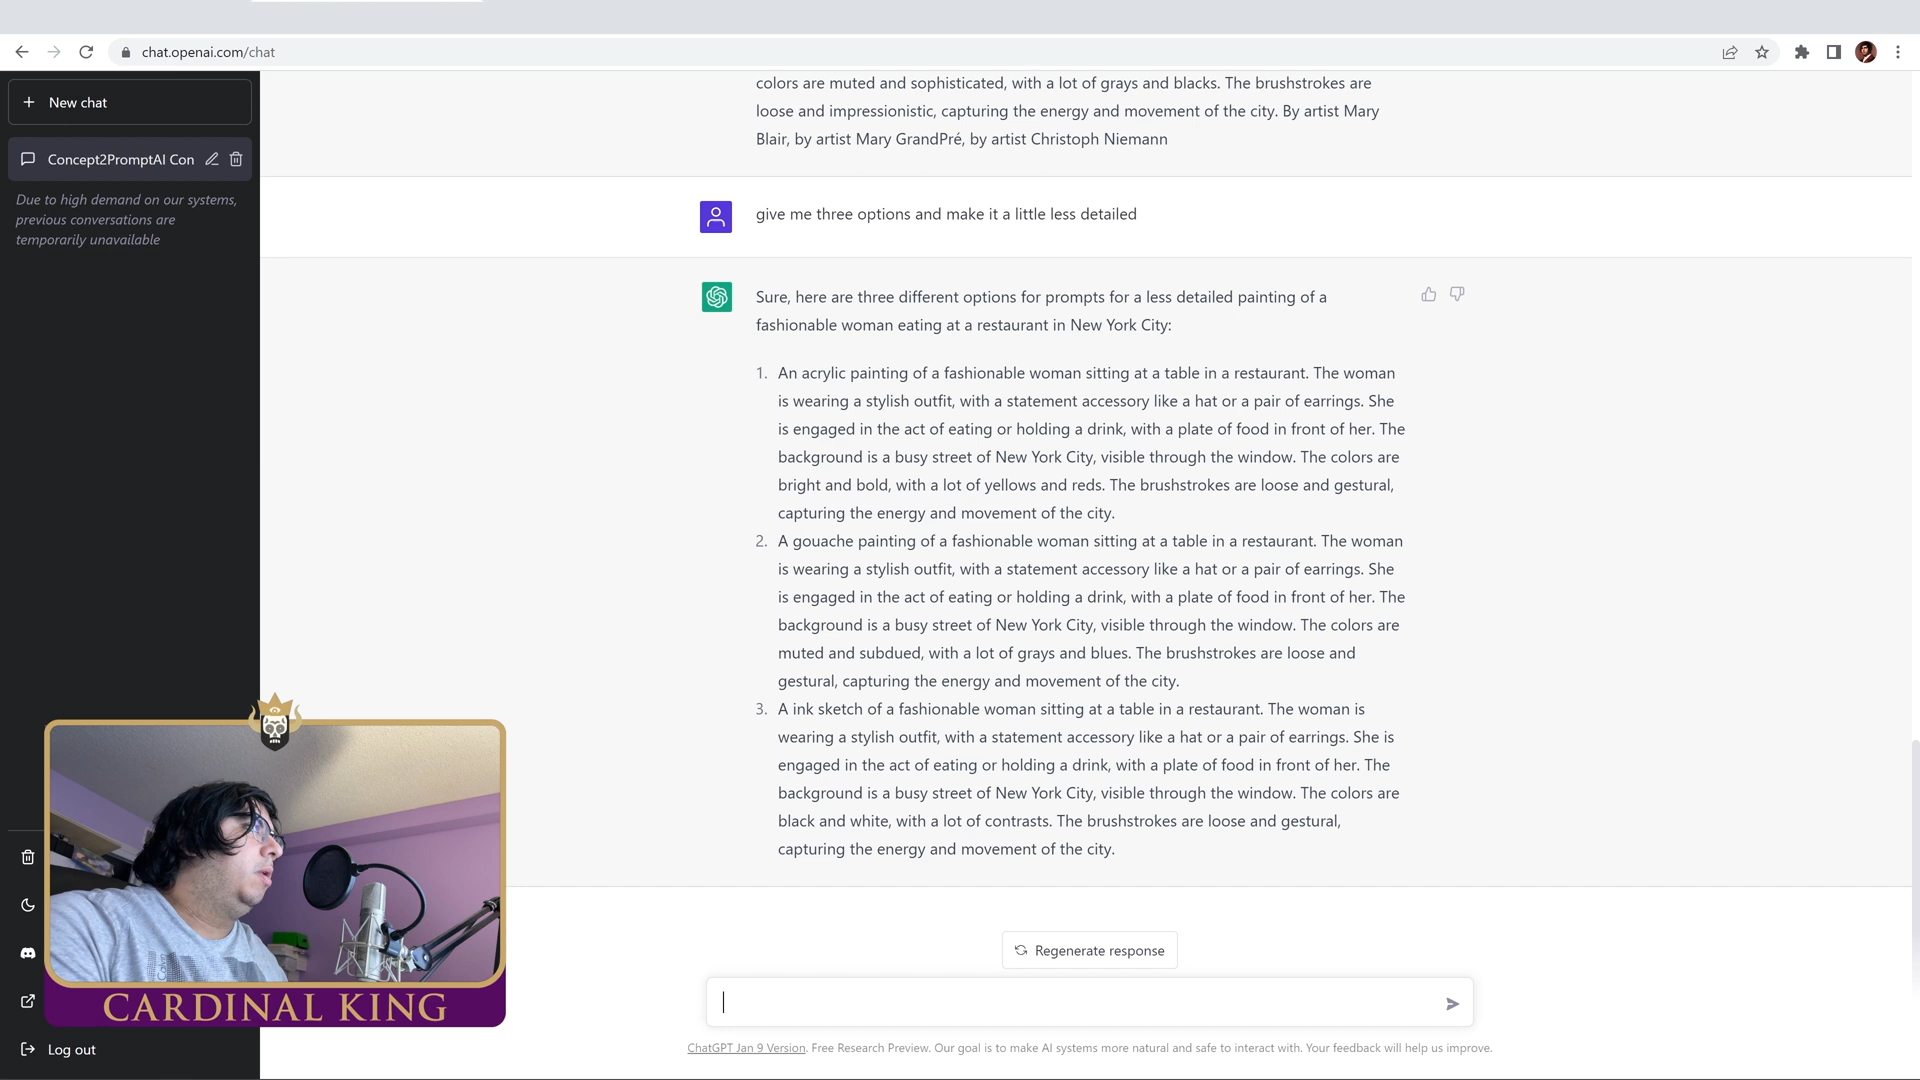 chat.openai.com/chat
New chat
Concept2PromptAI Con
Due to high demand on our systems,
previous conversations are
temporarily unavailable
colors are muted and sophisticated, with a lot of grays and blacks. The brushstrokes are
loose and impressionistic, capturing the energy and movement of the city. By artist Mary
Blair, by artist Mary GrandPré, by artist Christoph Niemann
give me three options and make it a little less detailed
Sure, here are three different options for prompts for a less detailed painting of a
fashionable woman eating at a restaurant in New York City:
1. An acrylic painting of a fashionable woman sitting at a table in a restaurant. The woman
is wearing a stylish outfit, with a statement accessory like a hat or a pair of earrings. She
is engaged in the act of eating or holding a drink, with a plate of food in front of her. The
background is a busy street of New York City, visible through the window. The colors are
bright and bold, with a lot of yellows and reds. The brushstrokes are loose and gestural,
capturing the energy and movement of the city.
2. A gouache painting of a fashionable woman sitting at a table in a restaurant. The woman
is wearing a stylish outfit, with a statement accessory like a hat or a pair of earrings. She
is engaged in the act of eating or holding a drink, with a plate of food in front of her. The
background is a busy street of New York City, visible through the window. The colors are
muted and subdued, with a lot of grays and blues. The brushstrokes are loose and
gestural, capturing the energy and movement of the city.
3. A ink sketch of a fashionable woman sitting at a table in a restaurant. The woman is
wearing a stylish outfit, with a statement accessory like a hat or a pair of earrings. She is
engaged in the act of eating or holding a drink, with a plate of food in front of her. The
background is a busy street of New York City, visible through the window. The colors are
black and white, with a lot of contrasts. The brushstrokes are loose and gestural,
capturing the energy and movement of the city.
Regenerate response
ChatGPT Jan 9 Version. Free Research Preview. Our goal is to make AI systems more natural and safe to interact with. Your feedback will help us improve.
Calvin
CARDINAL KING
Log out